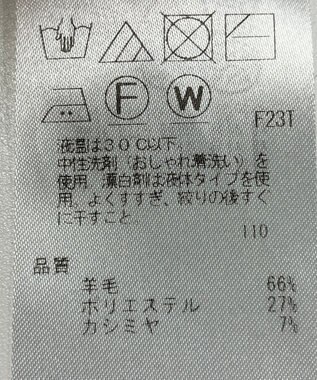 F W
F23T
液温は30℃以下。
中性洗剤（おしゃれ着洗い）を
使用。漂白剤は液体タイプを使
用。よくすすぎ、絞りの後すぐ
に干すこと。
110
品質
羊毛 66%
ポリエステル 27%
カシミヤ 7%